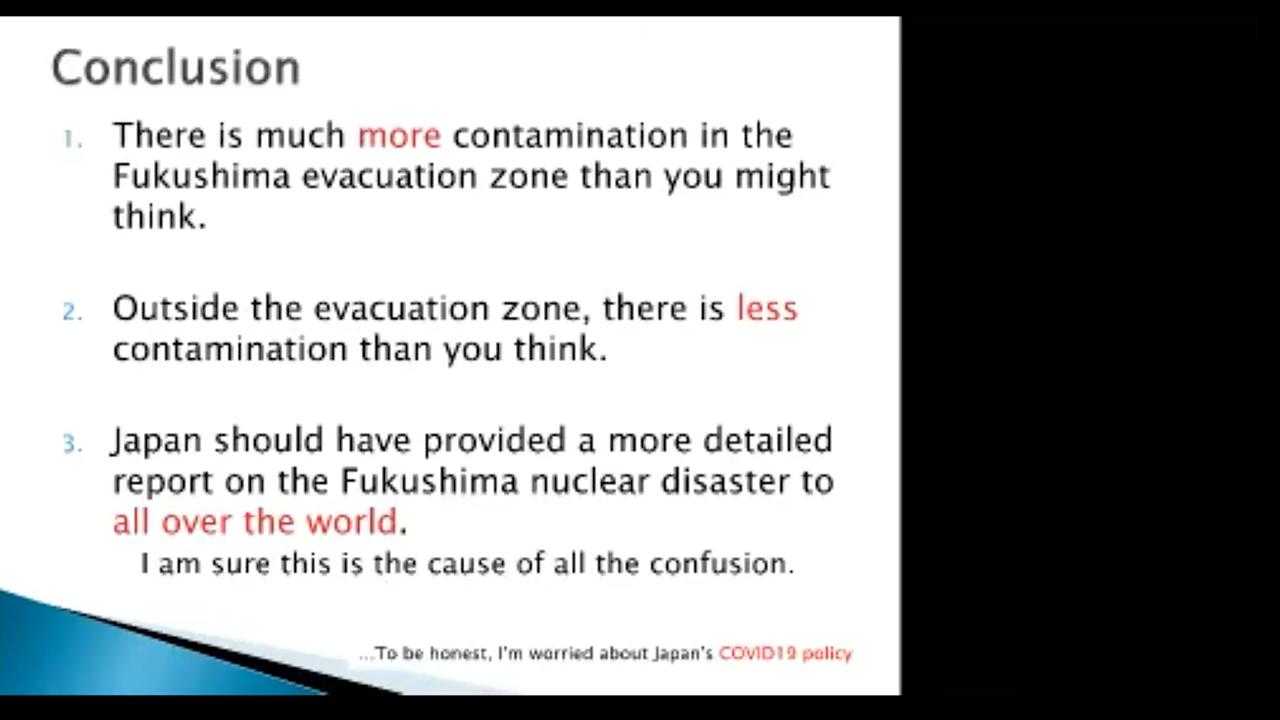 Conclusion
1. There is much more contamination in the
Fukushima evacuation zone than you might
think.
2. Outside the evacuation zone, there is less
contamination than you think.
3. Japan should have provided a more detailed
report on the Fukushima nuclear disaster to
all over the world.
I am sure this is the cause of all the confusion.
...To be honest, I'm worried about Japan's COVID19 policy